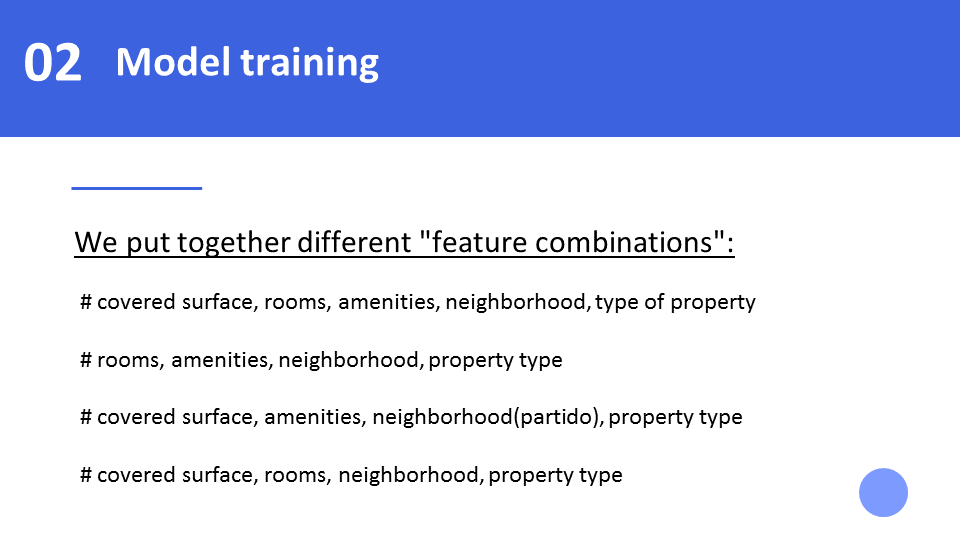 02 Model training
We put together different "feature combinations":
# covered surface, rooms, amenities, neighborhood, type of property
# rooms, amenities, neighborhood, property type
# covered surface, amenities, neighborhood(partido), property type
# covered surface, rooms, neighborhood, property type